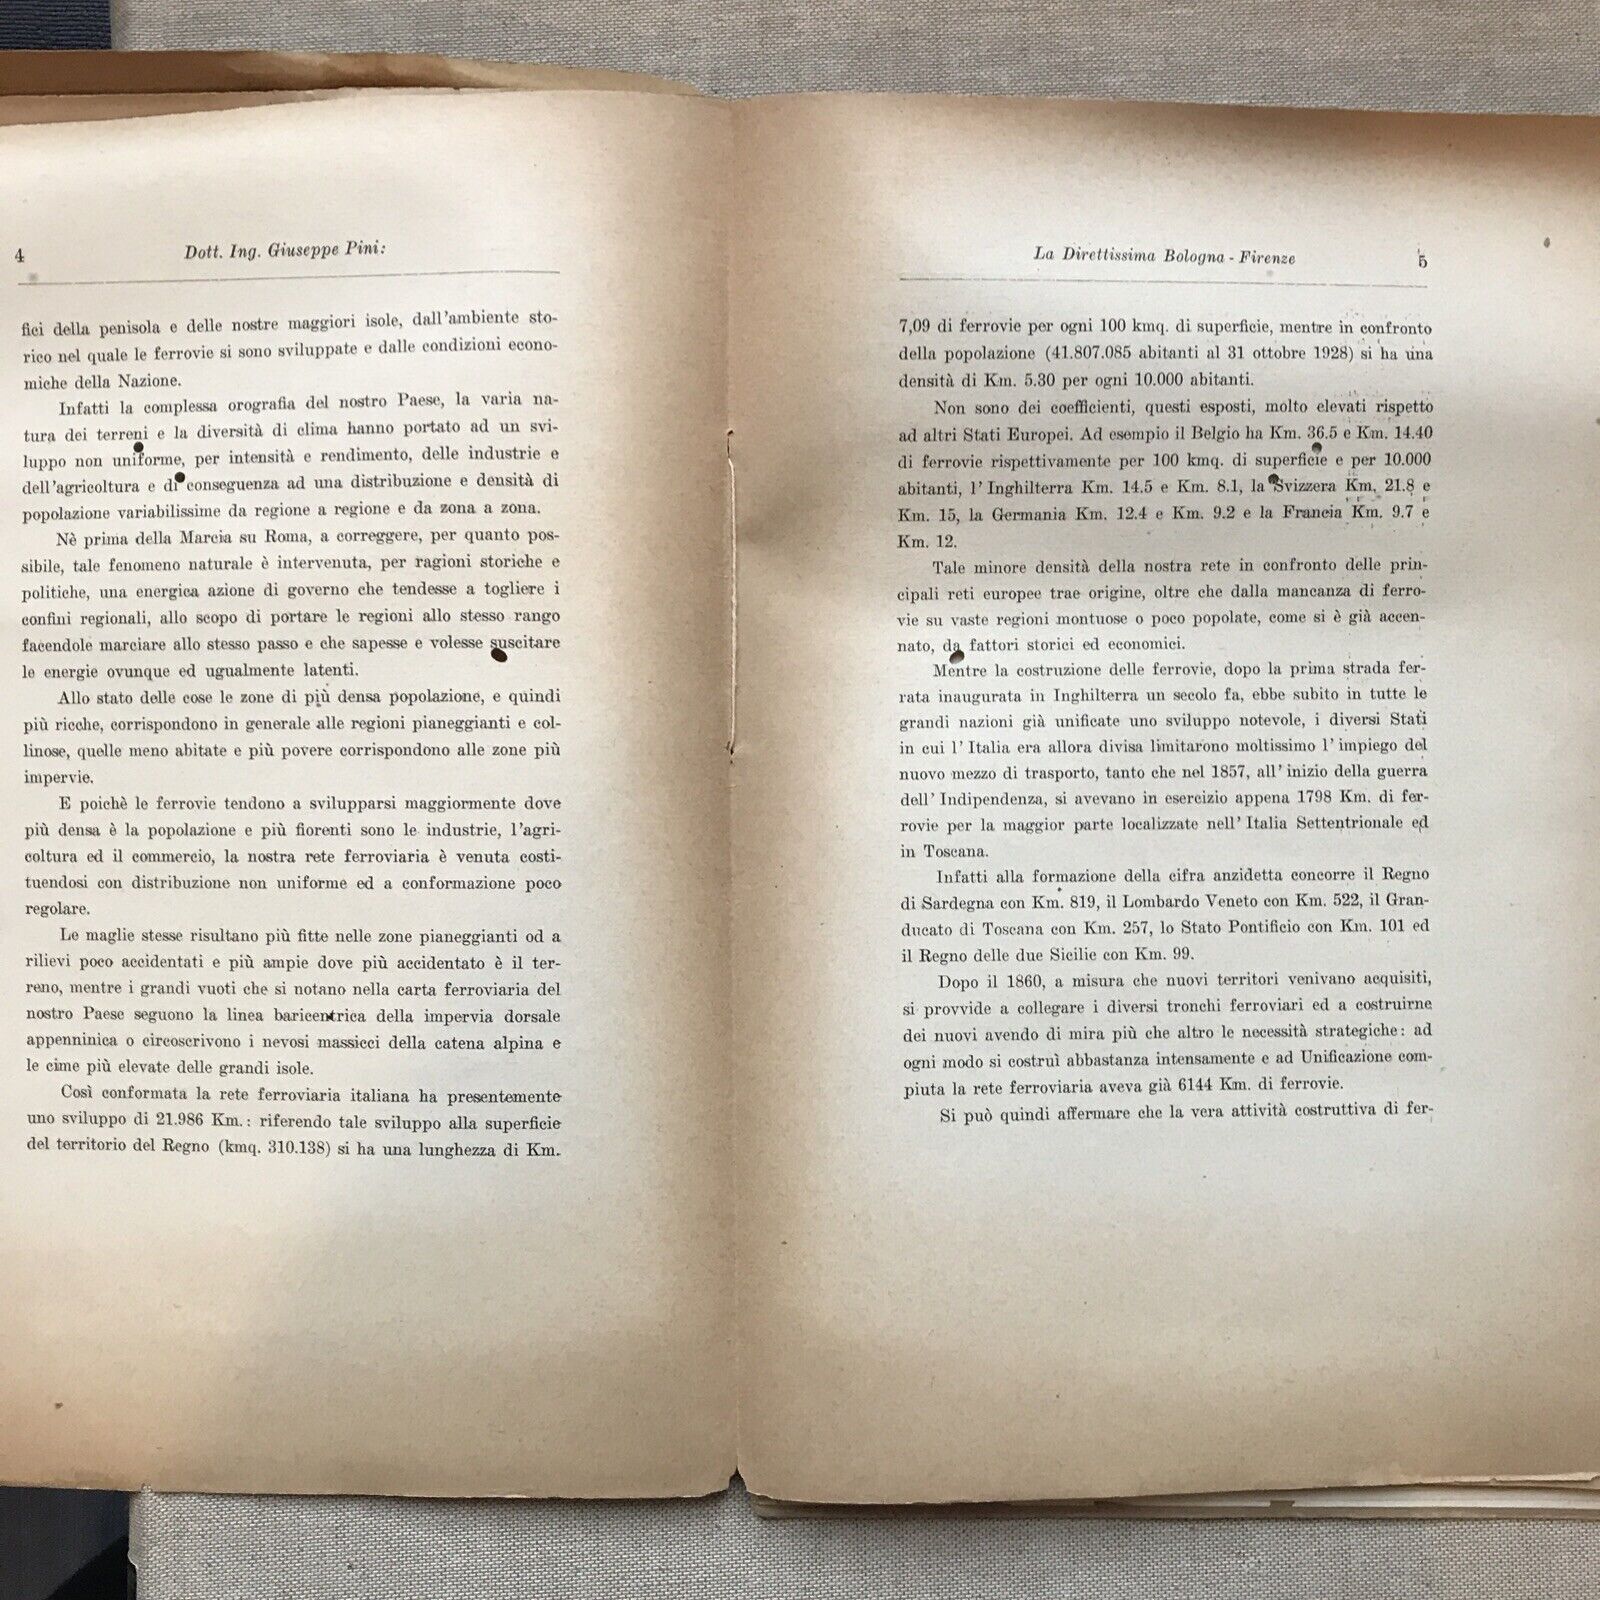 4
Dott. Ing. Giuseppe Pini:
fici della penisola e delle nostre maggiori isole, dall'ambiente sto-
rico nel quale le ferrovie si sono sviluppate e dalle condizioni econo-
miche della Nazione.
Infatti la complessa orografia del nostro Paese, la varia na-
tura dei terreni e la diversità di clima hanno portato ad un svi-
luppo non uniforme, per intensità e rendimento, delle industrie e
dell'agricoltura e di conseguenza ad una distribuzione e densità di
popolazione variabilissime da regione a regione e da zona a zona.
Nè prima della Marcia su Roma, a correggere, per quanto pos-
sibile, tale fenomeno naturale è intervenuta, per ragioni storiche e
politiche, una energica azione di governo che tendesse a togliere i
confini regionali, allo scopo di portare le regioni allo stesso rango
facendole marciare allo stesso passo e che sapesse e volesse suscitare
le energie ovunque ed ugualmente latenti.
Allo stato delle cose le zone di più densa popolazione, e quindi
più ricche, corrispondono in generale alle regioni pianeggianti e col-
linose, quelle meno abitate e più povere corrispondono alle zone più
impervie.
E poichè le ferrovie tendono a svilupparsi maggiormente dove
più densa è la popolazione e più fiorenti sono le industrie, l'agri-
coltura ed il commercio, la nostra rete ferroviaria è venuta costi-
tuendosi con distribuzione non uniforme ed a conformazione poco
regolare.
Le maglie stesse risultano più fitte nelle zone pianeggianti od a
rilievi poco accidentati e più ampie dove più accidentato è il ter-
reno, mentre i grandi vuoti che si notano nella carta ferroviaria del
nostro Paese seguono la linea baricentrica della impervia dorsale
appenninica o circoscrivono i nevosi massicci della catena alpina e
le cime più elevate delle grandi isole.
Così conformata la rete ferroviaria italiana ha presentemente
uno sviluppo di 21.986 Km.: riferendo tale sviluppo alla superficie
del territorio del Regno (kmq. 310.138) si ha una lunghezza di Km.
La Direttissima Bologna - Firenze
5
7,09 di ferrovie per ogni 100 kmq. di superficie, mentre in confronto
della popolazione (41.807.085 abitanti al 31 ottobre 1928) si ha una
densità di Km. 5.30 per ogni 10.000 abitanti.
Non sono dei coefficienti, questi esposti, molto elevati rispetto
ad altri Stati Europei. Ad esempio il Belgio ha Km. 36.5 e Km. 14.40
di ferrovie rispettivamente per 100 kmq. di superficie e per 10.000
abitanti, l'Inghilterra Km. 14.5 e Km. 8.1, la Svizzera Km. 21.8 e
Km. 15, la Germania Km. 12.4 e Km. 9.2 e la Francia Km. 9.7 e
Km. 12.
Tale minore densità della nostra rete in confronto delle prin-
cipali reti europee trae origine, oltre che dalla mancanza di ferro-
vie su vaste regioni montuose o poco popolate, come si è già accen-
nato, da fattori storici ed economici.
Mentre la costruzione delle ferrovie, dopo la prima strada fer-
rata inaugurata in Inghilterra un secolo fa, ebbe subito in tutte le
grandi nazioni già unificate uno sviluppo notevole, i diversi Stati
in cui l'Italia era allora divisa limitarono moltissimo l'impiego del
nuovo mezzo di trasporto, tanto che nel 1857, all'inizio della guerra
dell'Indipendenza, si avevano in esercizio appena 1798 Km. di fer-
rovie per la maggior parte localizzate nell'Italia Settentrionale ed
in Toscana.
Infatti alla formazione della cifra anzidetta concorre il Regno
di Sardegna con Km. 819, il Lombardo Veneto con Km. 522, il Gran-
ducato di Toscana con Km. 257, lo Stato Pontificio con Km. 101 ed
il Regno delle due Sicilie con Km. 99.
Dopo il 1860, a misura che nuovi territori venivano acquisiti,
si provvide a collegare i diversi tronchi ferroviari ed a costruirne
dei nuovi avendo di mira più che altro le necessità strategiche: ad
ogni modo si costruì abbastanza intensamente e ad Unificazione com-
piuta la rete ferroviaria aveva già 6144 Km. di ferrovie.
Si può quindi affermare che la vera attività costruttiva di fer-